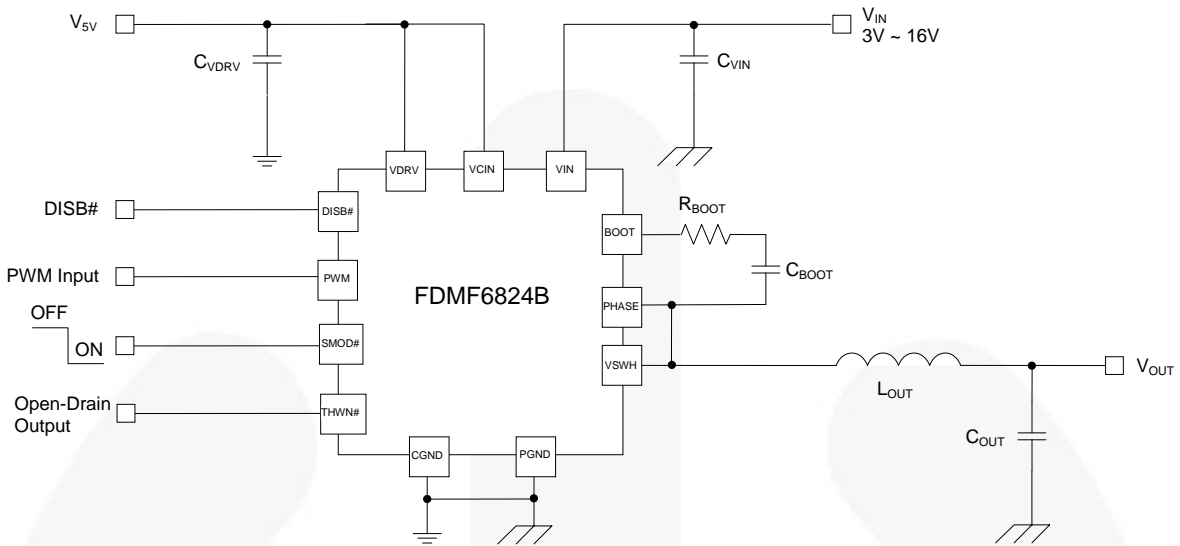 V5V
VIN
3V ~ 16V
CVDRV
CVIN
VDRV
VCIN
VIN
DISB#
DISB#
RBOOT
BOOT
PWM Input
PWM
CBOOT
FDMF6824B
PHASE
OFF
ON
SMOD#
VSWH
VOUT
LOUT
Open-Drain
Output
THWN#
COUT
CGND
PGND